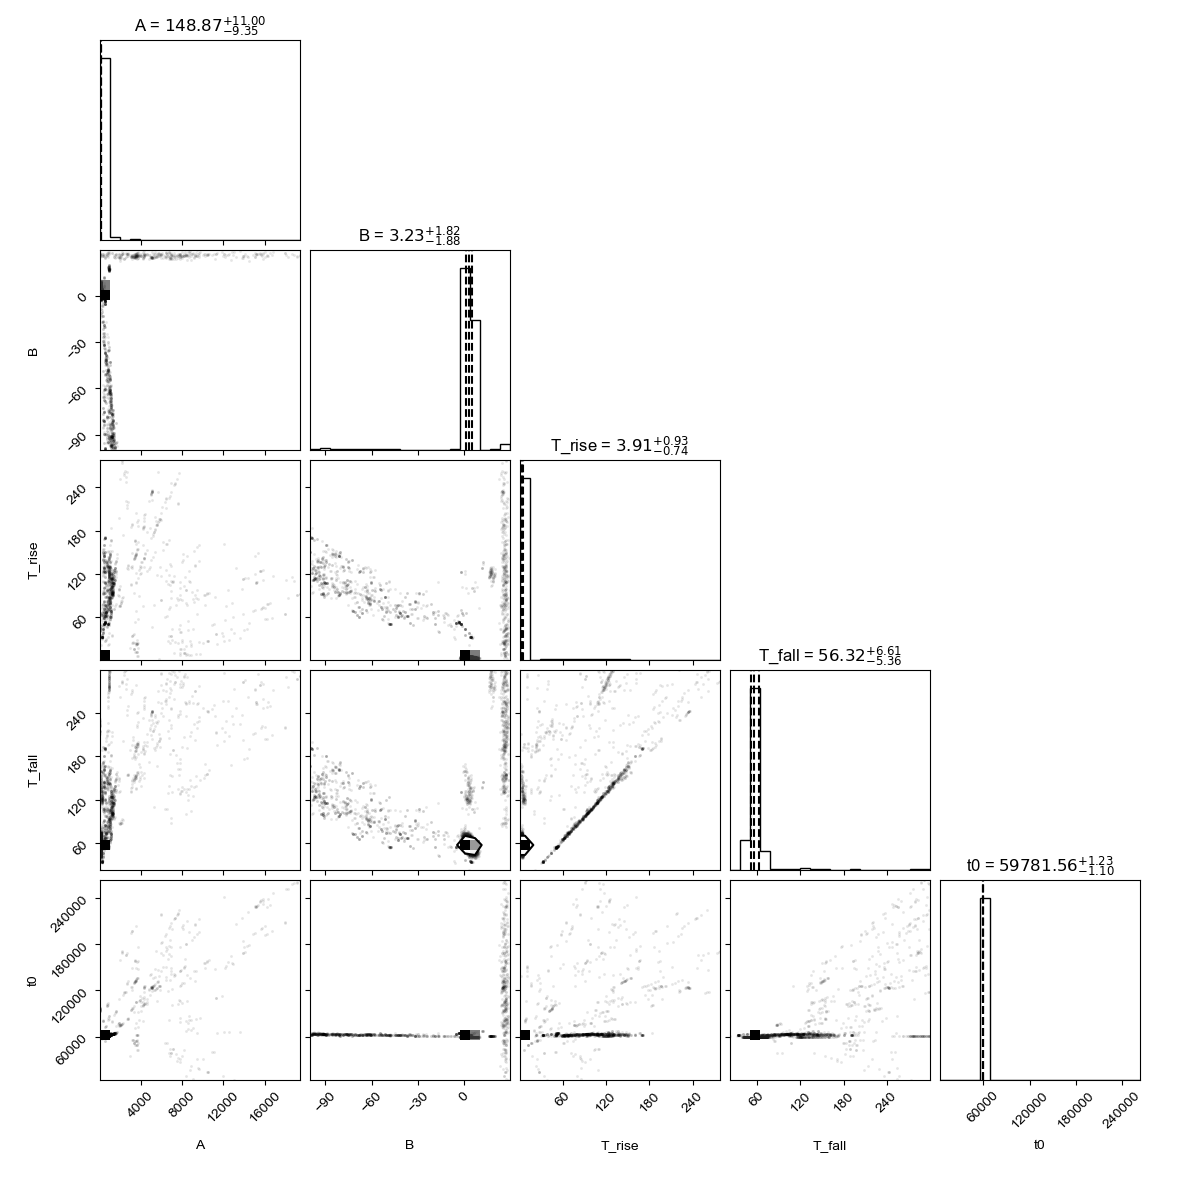 A = 148.87+11.00−9.35
B = 3.23+1.82−1.88
0
−30
−60
−90
B
T_rise = 3.91+0.93−0.74
240
180
120
60
T_rise
T_fall = 56.32+6.61−5.36
240
180
120
60
T_fall
t0 = 59781.56+1.23−1.10
240000
180000
120000
60000
t0
4000 8000 12000 16000 −90 −60 −30 0 60 120 180 240 60 120 180 240 60000 120000 180000 240000
A B T_rise T_fall t0